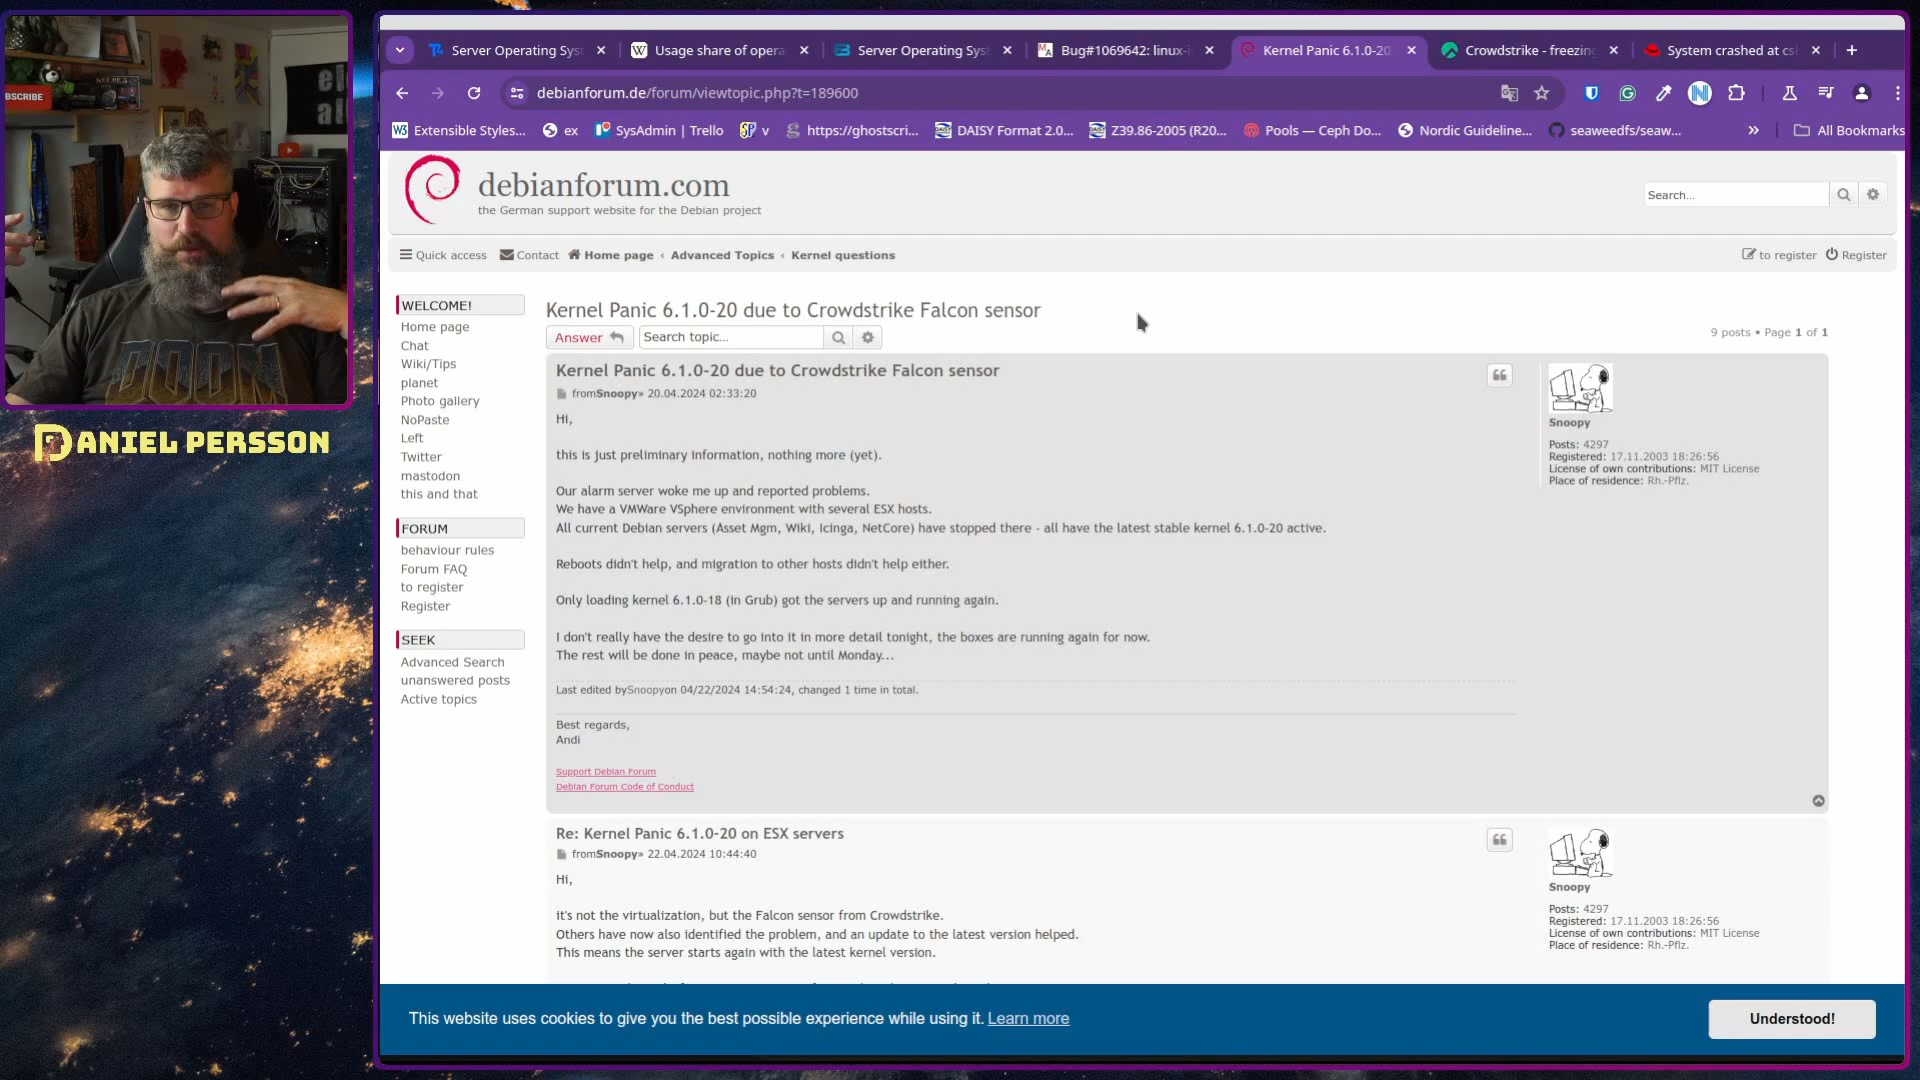 SCRIBE
DOOM
DANIEL PERSSON
Server Operating Sys
Usage share of opera
Server Operating Sys
Bug#1069642: linux-i
Kernel Panic 6.1.0-20
Crowdstrike - freezing
System crashed at cs
debianforum.de/forum/viewtopic.php?t=189600
Extensible Styles...
ex
SysAdmin | Trello
v
https://ghostscri...
DAISY Format 2.0...
Z39.86-2005 (R20...
Pools — Ceph Do...
Nordic Guideline...
seaweedfs/seaw...
All Bookmarks
debianforum.com
the German support website for the Debian project
Search...
Quick access
Contact
Home page ‹ Advanced Topics ‹ Kernel questions
to register
Register
WELCOME!
Home page
Chat
Wiki/Tips
planet
Photo gallery
NoPaste
Left
Twitter
mastodon
this and that
FORUM
behaviour rules
Forum FAQ
to register
Register
SEEK
Advanced Search
unanswered posts
Active topics
Kernel Panic 6.1.0-20 due to Crowdstrike Falcon sensor
Answer
Search topic...
9 posts • Page 1 of 1
Kernel Panic 6.1.0-20 due to Crowdstrike Falcon sensor
fromSnoopy» 20.04.2024 02:33:20
Hi,
this is just preliminary information, nothing more (yet).
Our alarm server woke me up and reported problems.
We have a VMWare VSphere environment with several ESX hosts.
All current Debian servers (Asset Mgm, Wiki, Icinga, NetCore) have stopped there - all have the latest stable kernel 6.1.0-20 active.
Reboots didn't help, and migration to other hosts didn't help either.
Only loading kernel 6.1.0-18 (in Grub) got the servers up and running again.
I don't really have the desire to go into it in more detail tonight, the boxes are running again for now.
The rest will be done in peace, maybe not until Monday...
Last edited bySnoopyon 04/22/2024 14:54:24, changed 1 time in total.
Best regards,
Andi
Support Debian Forum
Debian Forum Code of Conduct
Snoopy
Posts: 4297
Registered: 17.11.2003 18:26:56
License of own contributions: MIT License
Place of residence: Rh.-Pflz.
Re: Kernel Panic 6.1.0-20 on ESX servers
fromSnoopy» 22.04.2024 10:44:40
Hi,
it's not the virtualization, but the Falcon sensor from Crowdstrike.
Others have now also identified the problem, and an update to the latest version helped.
This means the server starts again with the latest kernel version.
Snoopy
Posts: 4297
Registered: 17.11.2003 18:26:56
License of own contributions: MIT License
Place of residence: Rh.-Pflz.
This website uses cookies to give you the best possible experience while using it. Learn more
Understood!